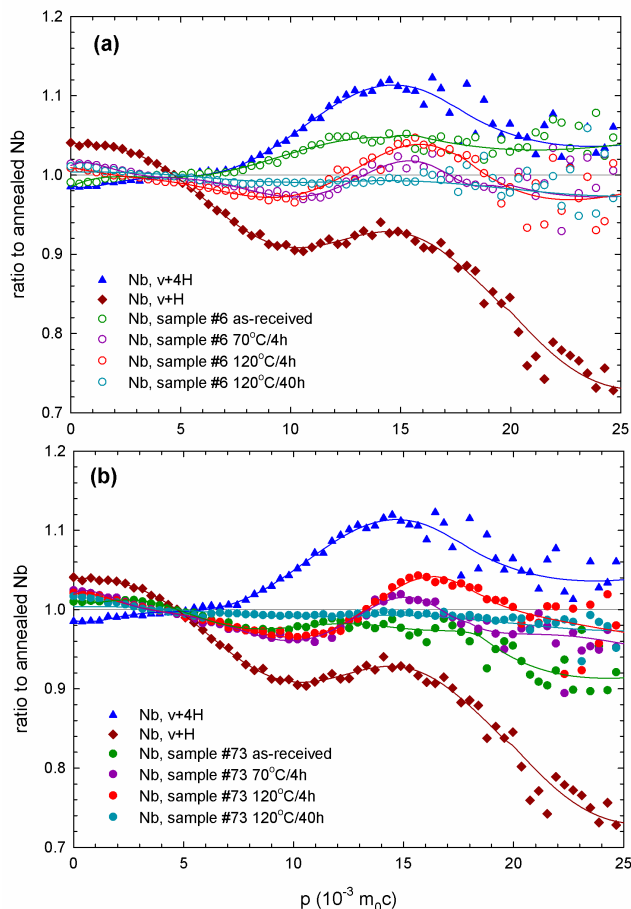 1.2
(a)
1.1
1.0
0.9
0.8
0.7
ratio to annealed Nb
Nb, v+4H
Nb, v+H
Nb, sample #6 as-received
Nb, sample #6 70°C/4h
Nb, sample #6 120°C/4h
Nb, sample #6 120°C/40h
0 5 10 15 20 25
1.2
(b)
1.1
1.0
0.9
0.8
0.7
ratio to annealed Nb
Nb, v+4H
Nb, v+H
Nb, sample #73 as-received
Nb, sample #73 70°C/4h
Nb, sample #73 120°C/4h
Nb, sample #73 120°C/40h
0 5 10 15 20 25
p (10⁻³ m₀c)